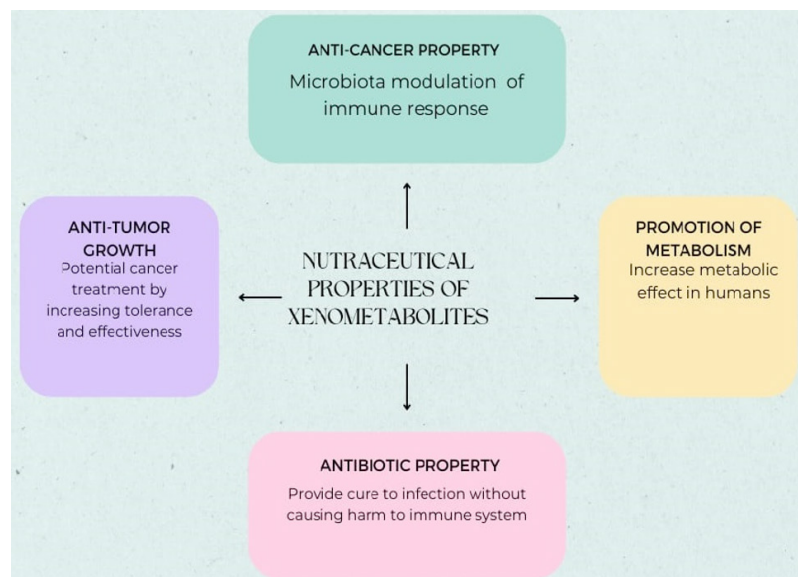 ANTI-CANCER PROPERTY
Microbiota modulation of
immune response
ANTI-TUMOR
GROWTH
Potential cancer
treatment by
increasing tolerance
and effectiveness
NUTRACEUTICAL
PROPERTIES OF
XENOMETABOLITES
PROMOTION OF
METABOLISM
Increase metabolic
effect in humans
ANTIBIOTIC PROPERTY
Provide cure to infection without
causing harm to immune system